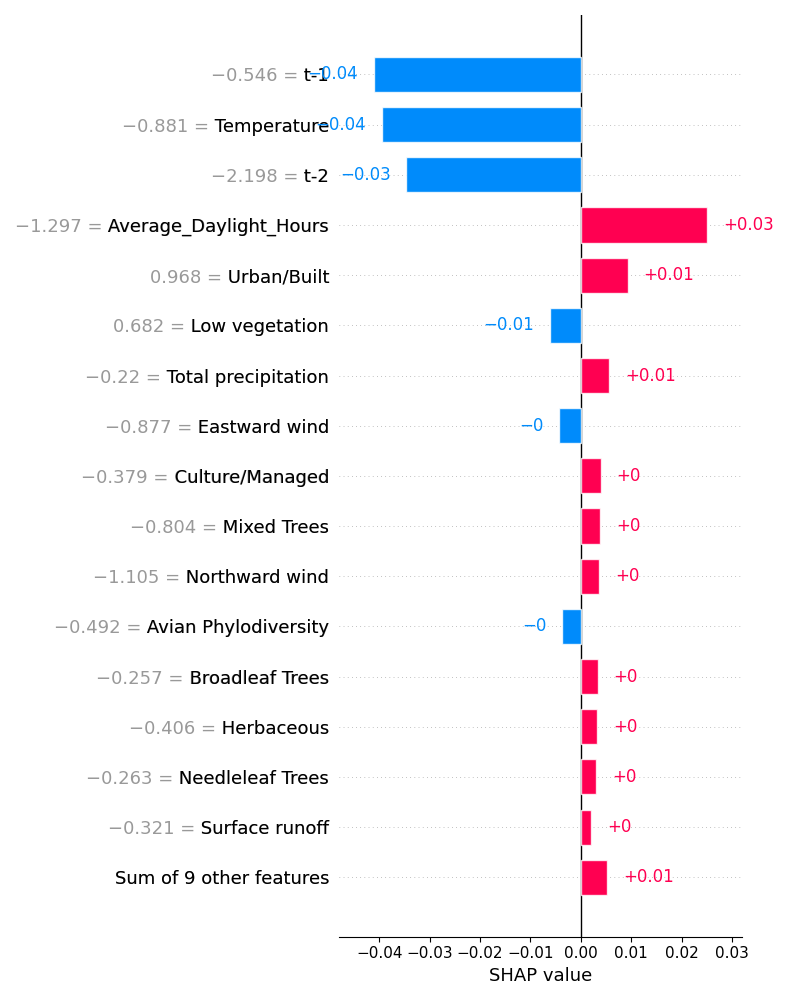 −0.546 = t-1 −0.04
−0.881 = Temperature −0.04
−2.198 = t-2 −0.03
−1.297 = Average_Daylight_Hours +0.03
0.968 = Urban/Built +0.01
0.682 = Low vegetation −0.01
−0.22 = Total precipitation +0.01
−0.877 = Eastward wind −0
−0.379 = Culture/Managed +0
−0.804 = Mixed Trees +0
−1.105 = Northward wind +0
−0.492 = Avian Phylodiversity −0
−0.257 = Broadleaf Trees +0
−0.406 = Herbaceous +0
−0.263 = Needleleaf Trees +0
−0.321 = Surface runoff +0
Sum of 9 other features +0.01
−0.04 −0.03 −0.02 −0.01 0.00 0.01 0.02 0.03
SHAP value